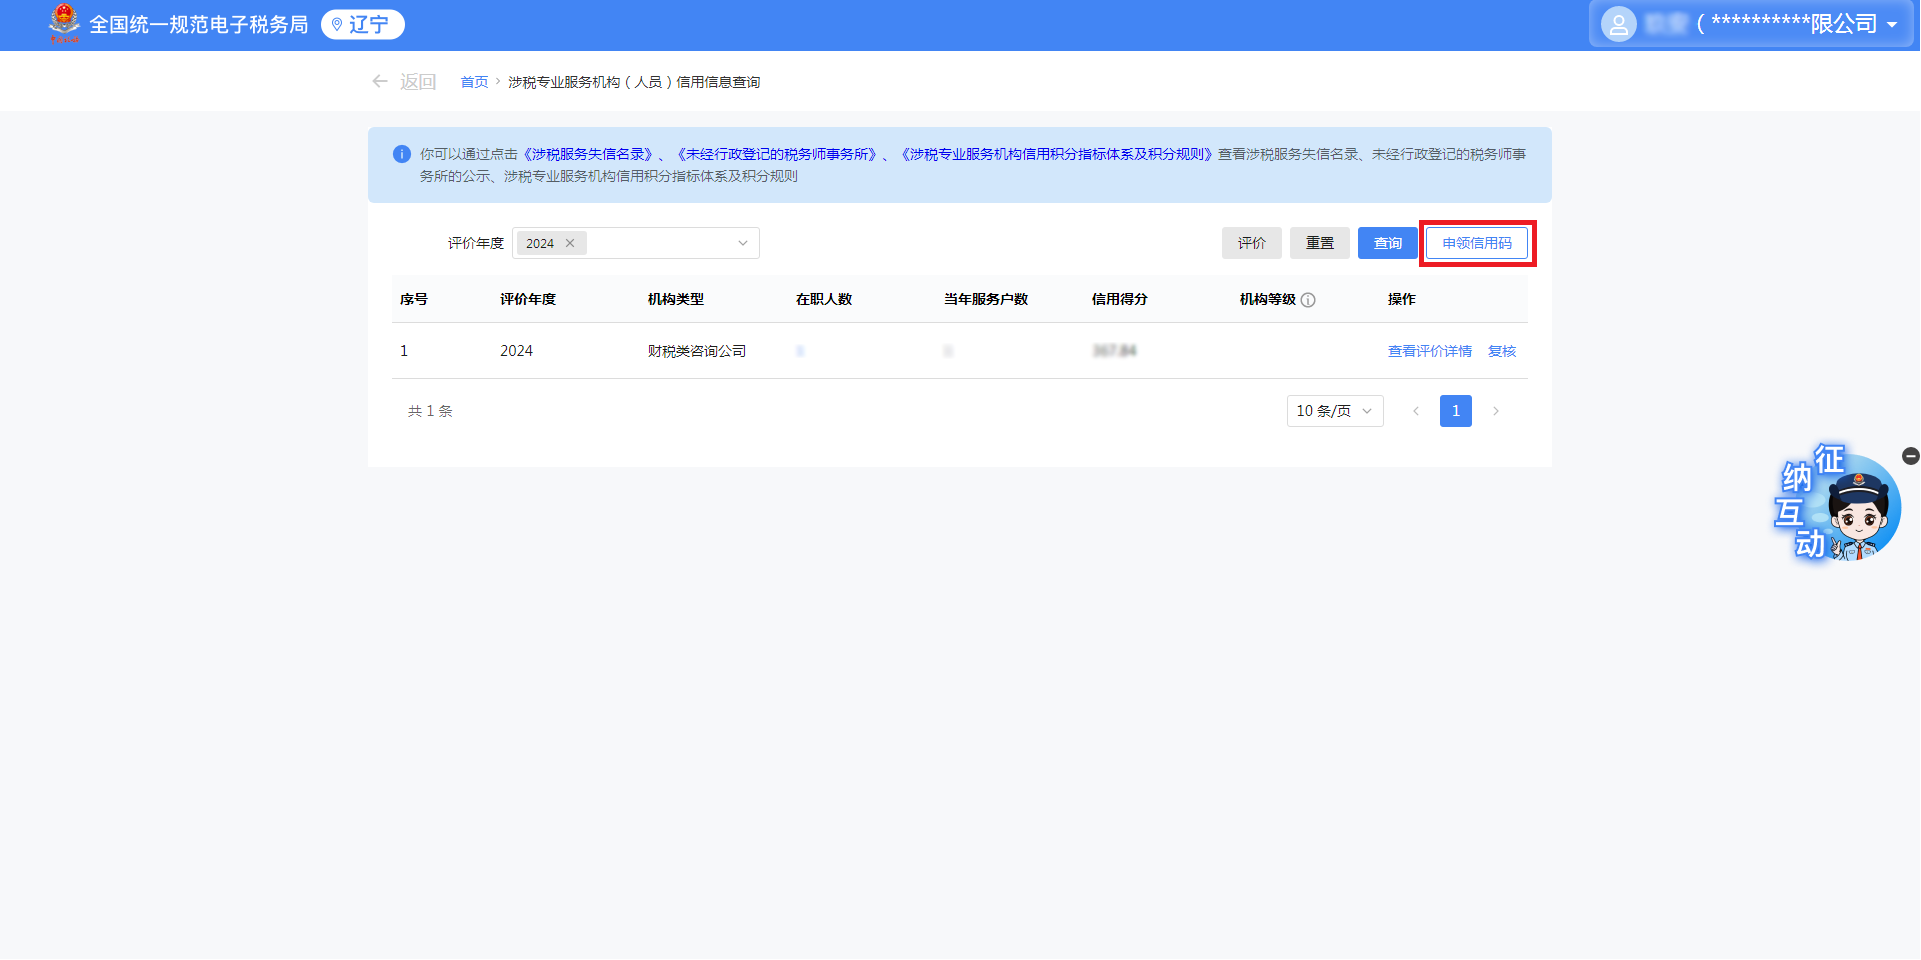 全国统一规范电子税务局 辽宁
（**********限公司
返回 首页 > 涉税专业服务机构（人员）信用信息查询
你可以通过点击《涉税服务失信名录》、《未经行政登记的税务师事务所》、《涉税专业服务机构信用积分指标体系及积分规则》查看涉税服务失信名录、未经行政登记的税务师事
务所的公示、涉税专业服务机构信用积分指标体系及积分规则
评价年度 2024 评价 重置 查询 申领信用码
序号 评价年度 机构类型 在职人数 当年服务户数 信用得分 机构等级 操作
1 2024 财税类咨询公司 查看评价详情 复核
共 1 条 10 条/页 1
征纳互动